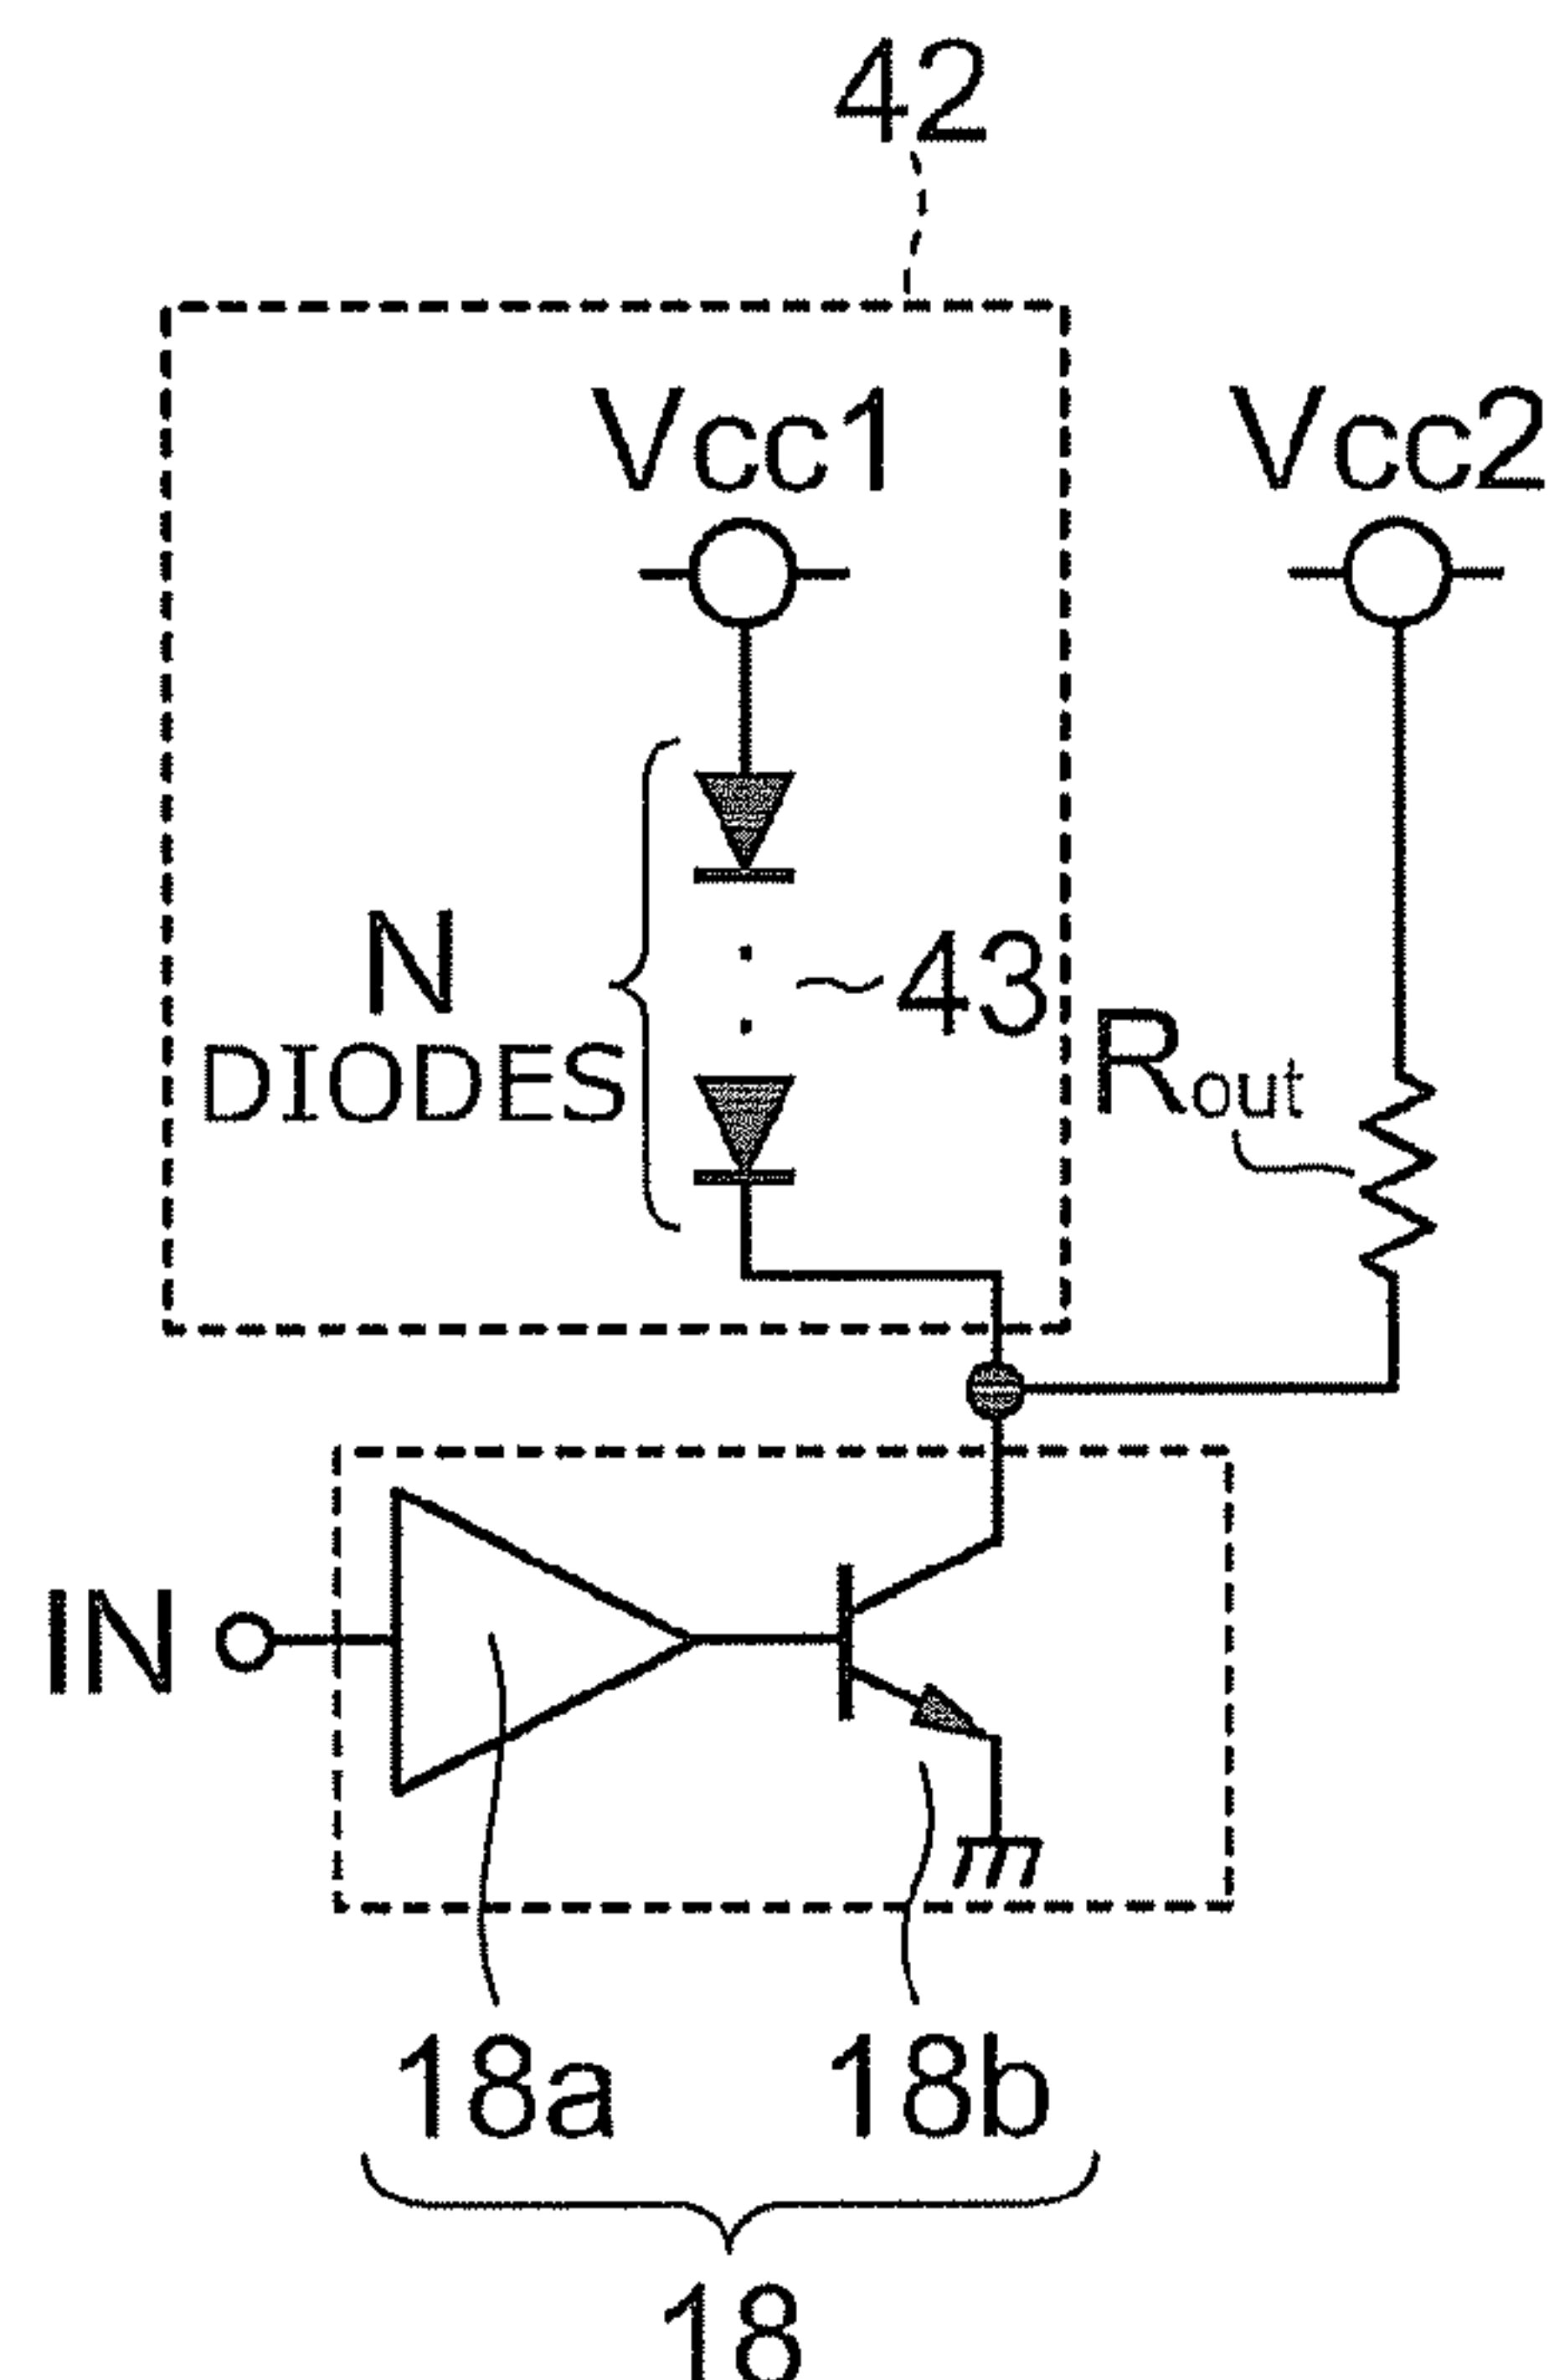 42
Vcc1
Vcc2
N
DIODES
43
Rout
IN
18a
18b
18